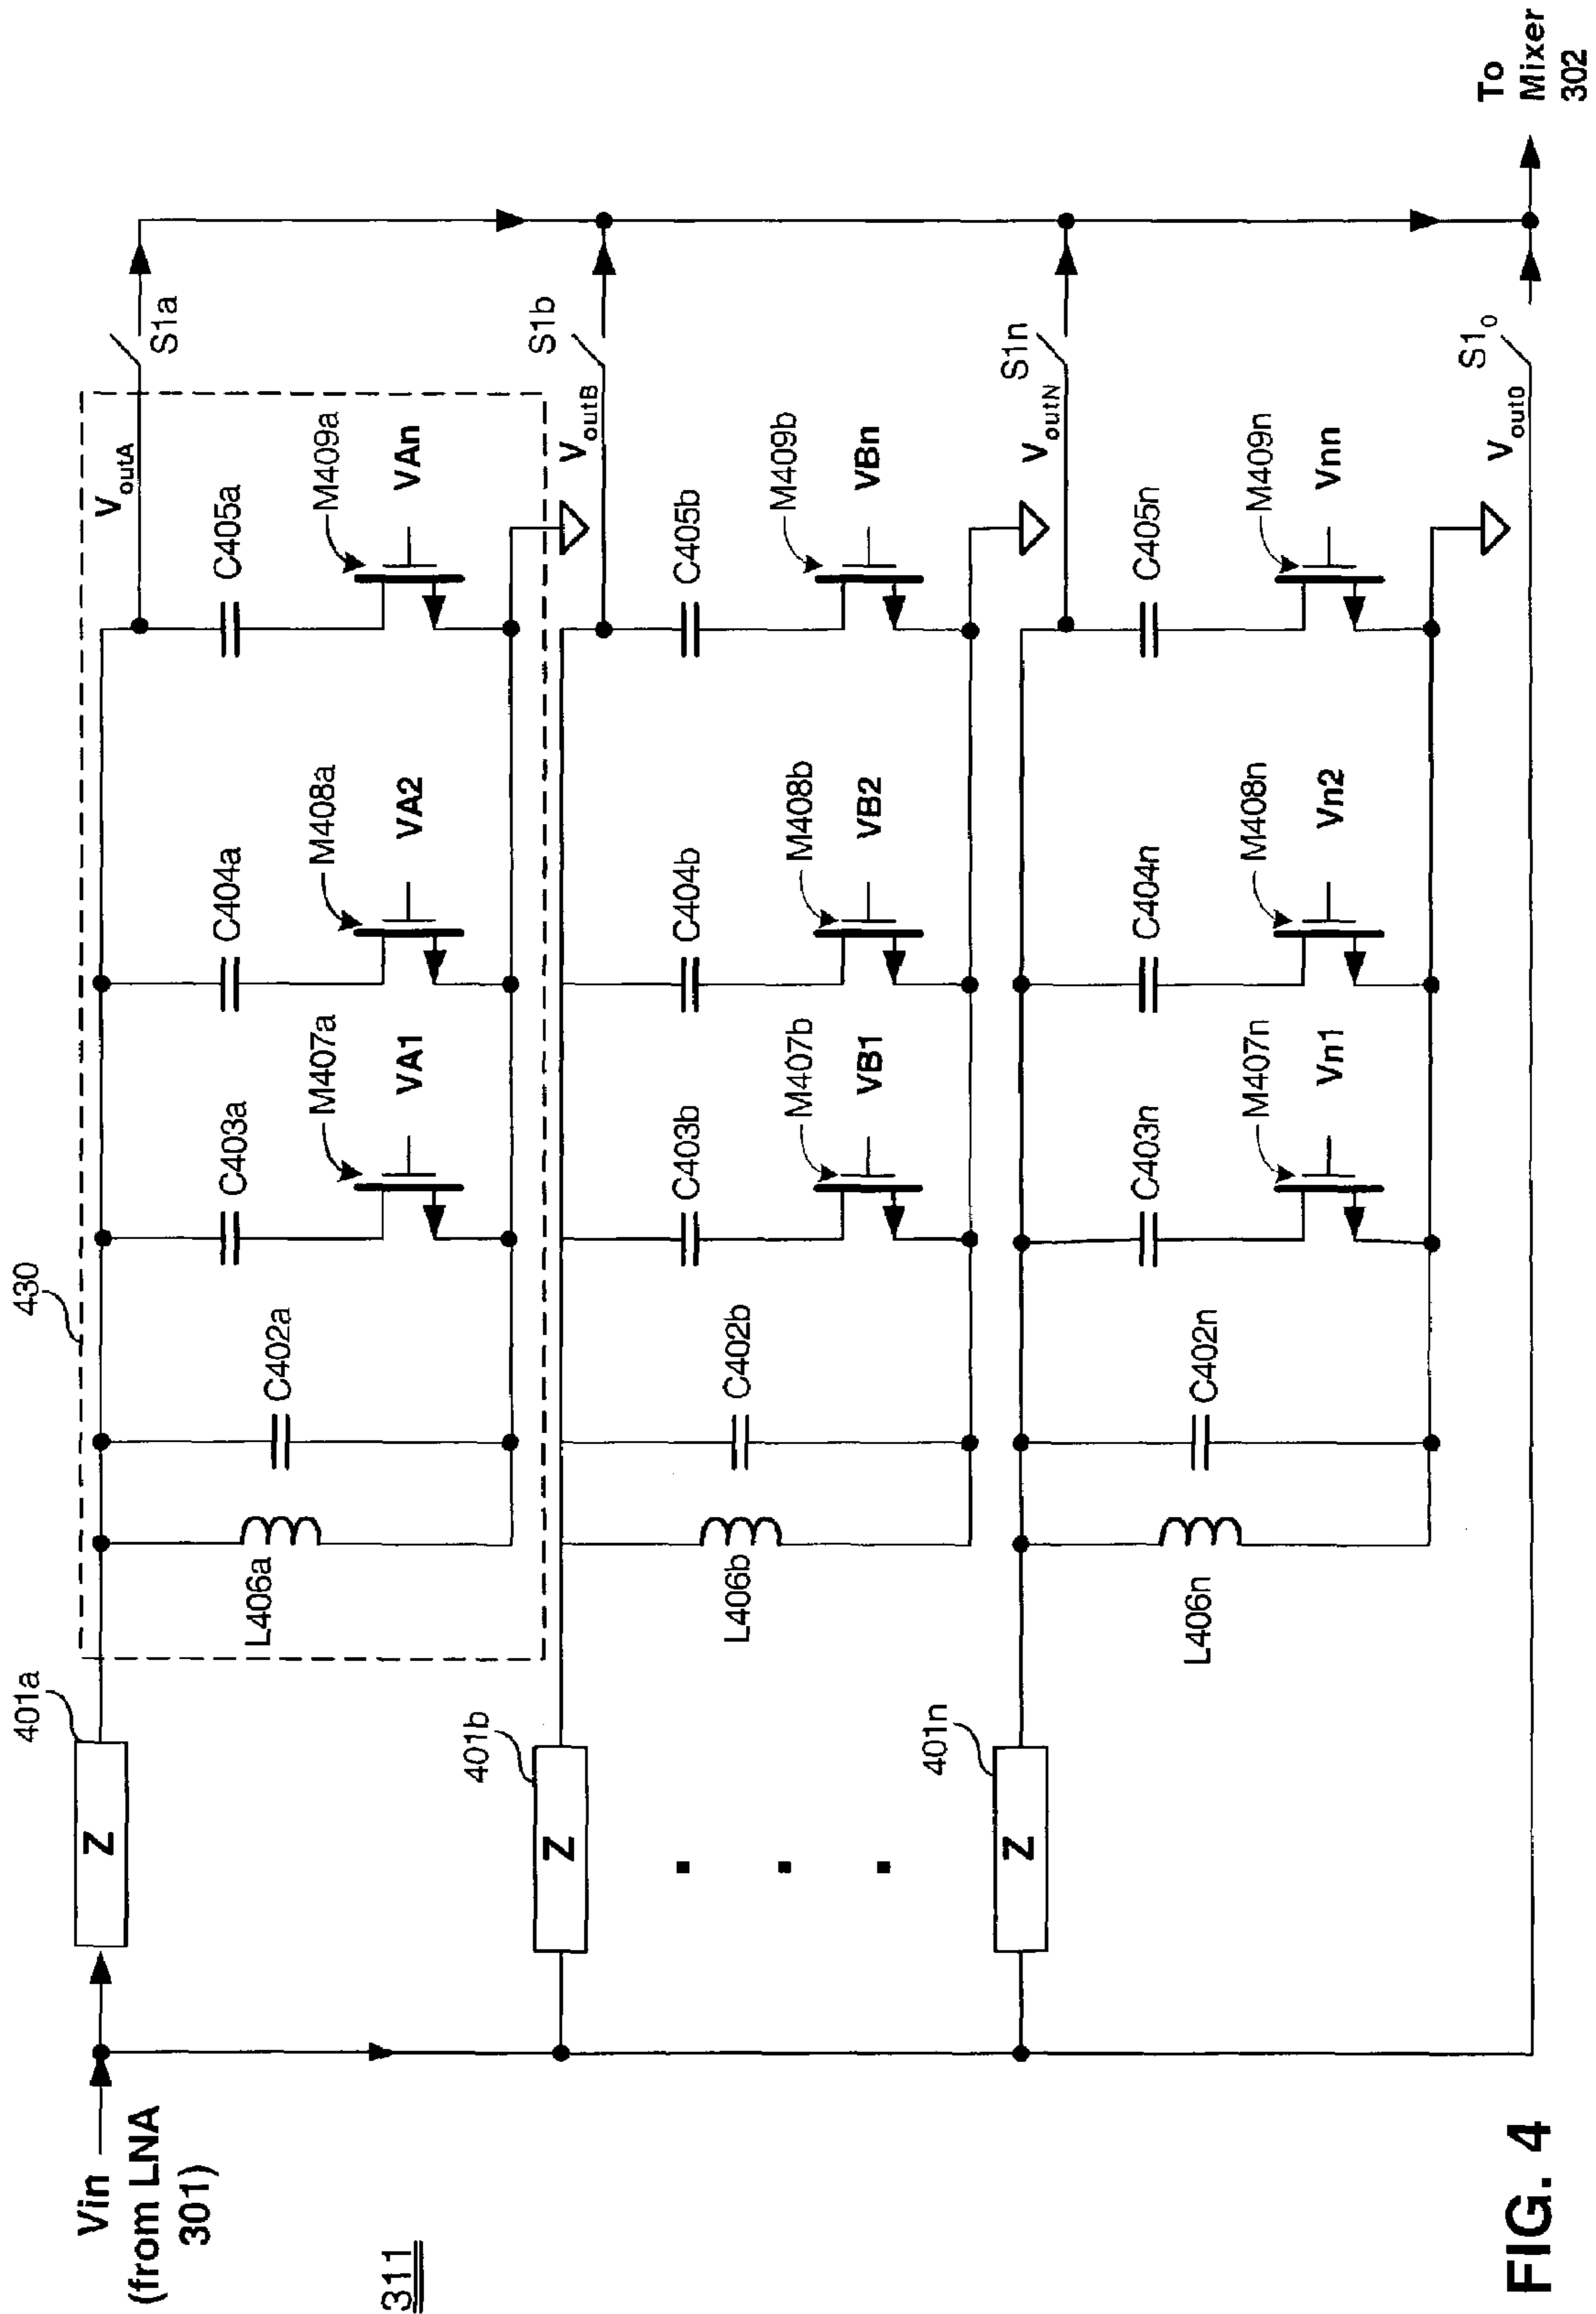 311
Vin
(from LNA
301)
401a
Z
430
L406a
C402a
C403a
M407a
VA1
C404a
M408a
VA2
C405a
M409a
VAn
VoutA
S1a
401b
Z
L406b
C402b
C403b
M407b
VB1
C404b
M408b
VB2
C405b
M409b
VBn
VoutB
S1b
401n
Z
L406n
C402n
C403n
M407n
Vn1
C404n
M408n
Vn2
C405n
M409n
Vnn
VoutN
S1n
Vout0
S10
To
Mixer
302
FIG. 4